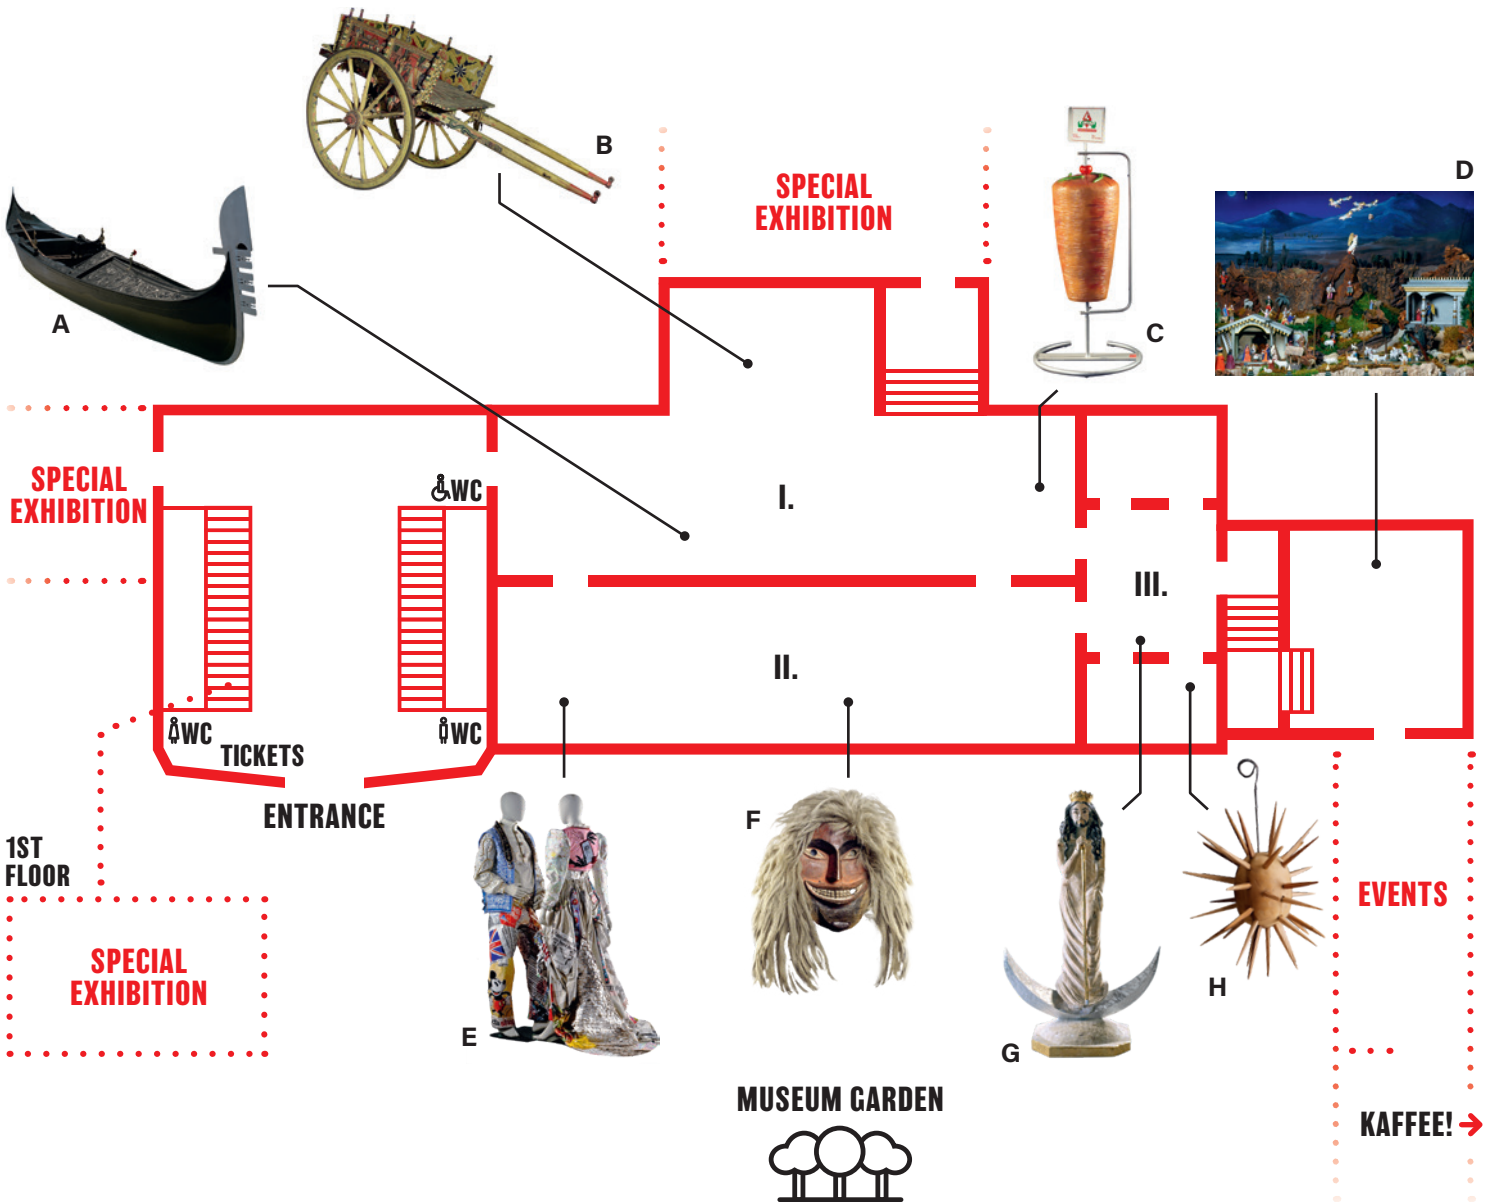 B
SPECIAL
EXHIBITION
D
A
C
SPECIAL
EXHIBITION
WC
I.
III.
II.
WC
TICKETS
WC
ENTRANCE
1ST
FLOOR
F
SPECIAL
EXHIBITION
EVENTS
E
G
H
MUSEUM GARDEN
KAFFEE!